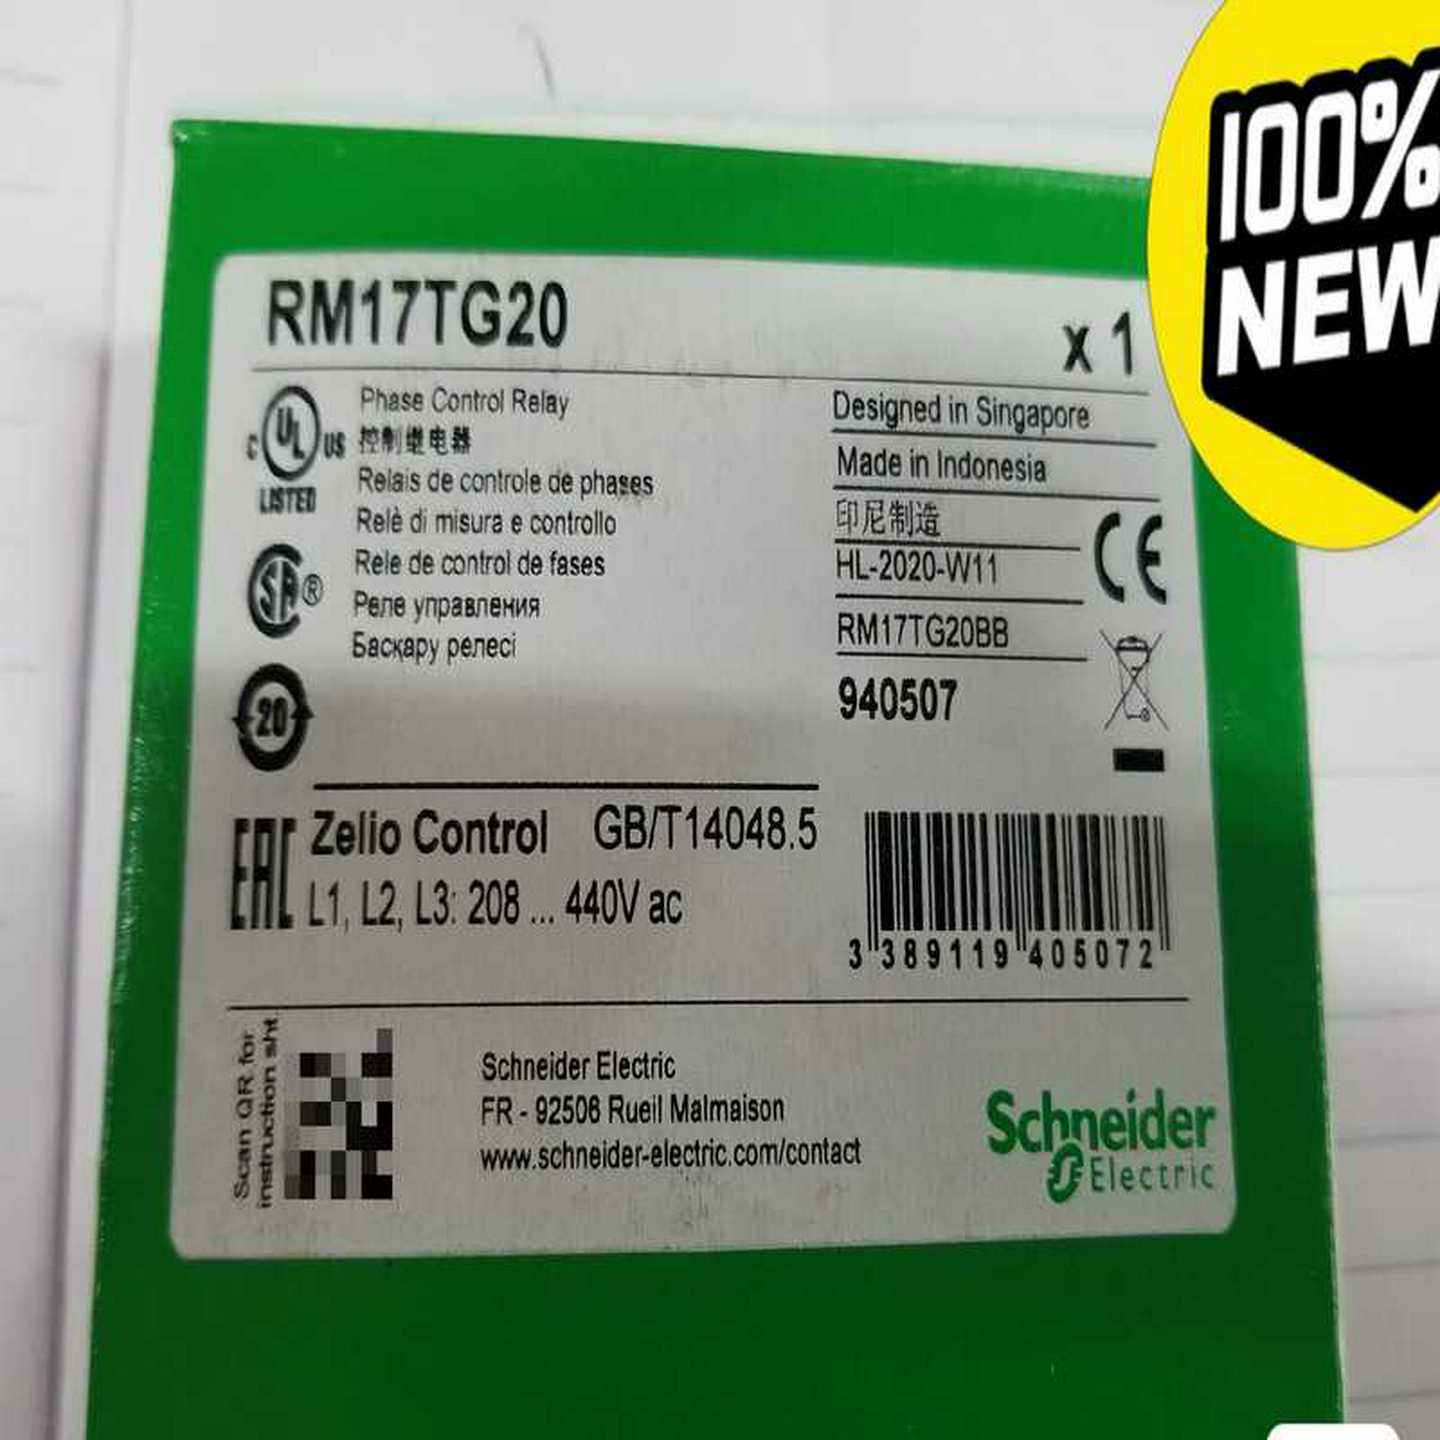 100%
NEW
RM17TG20
x 1
C UL US
LISTED
Phase Control Relay
控制继电器
Relais de controle de phases
Relè di misura e controllo
Rele de control de fases
Реле управления
Басқару релесі
SA ®
20
Designed in Singapore
Made in Indonesia
印尼制造
HL-2020-W11
RM17TG20BB
940507
CE
EAC
Zelio Control GB/T14048.5
L1, L2, L3: 208 ... 440V ac
3 389119 405072
Scan QR for
instruction sht.
Schneider Electric
FR - 92506 Rueil Malmaison
www.schneider-electric.com/contact
Schneider
Electric